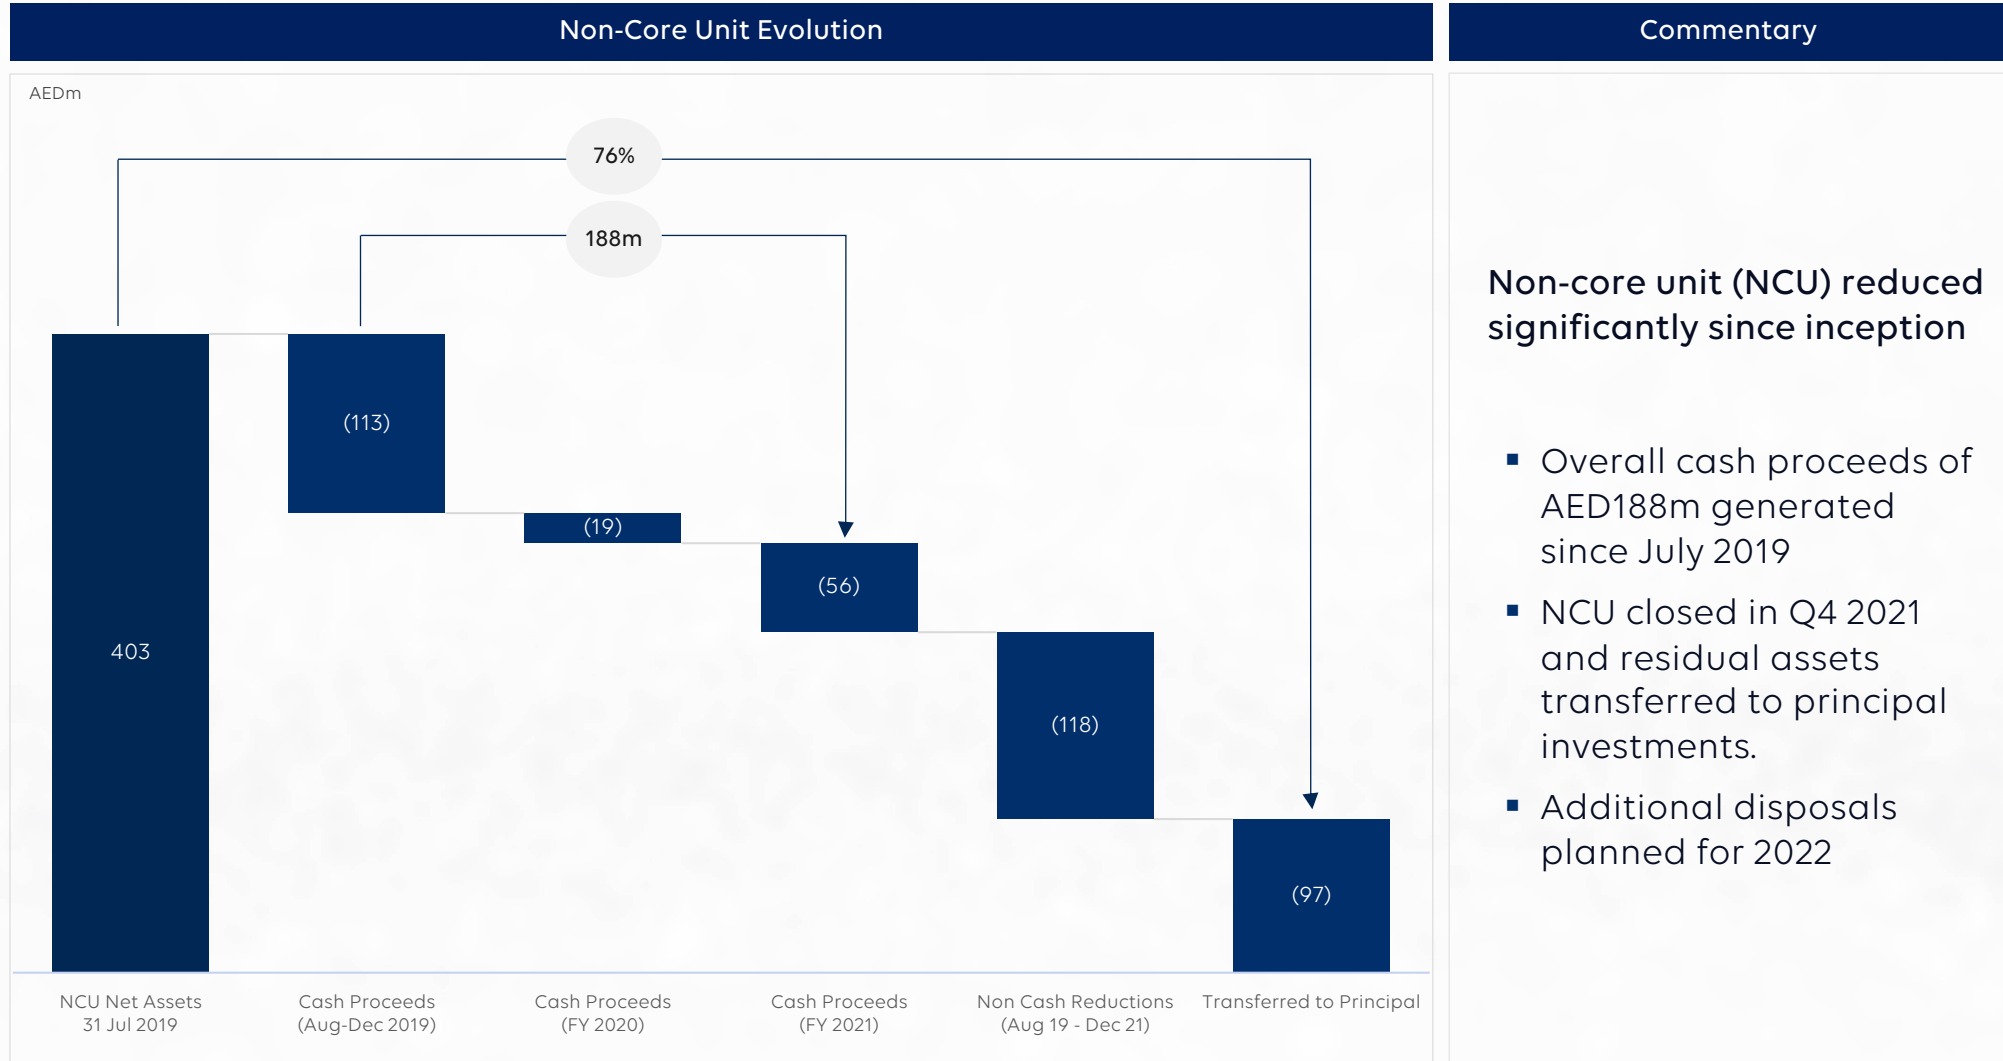 Non-Core Unit Evolution
AEDm
76%
188m
403
(113)
(19)
(56)
(118)
(97)
NCU Net Assets
31 Jul 2019
Cash Proceeds
(Aug-Dec 2019)
Cash Proceeds
(FY 2020)
Cash Proceeds
(FY 2021)
Non Cash Reductions
(Aug 19 - Dec 21)
Transferred to Principal
Commentary
Non-core unit (NCU) reduced
significantly since inception
▪ Overall cash proceeds of
AED188m generated
since July 2019
▪ NCU closed in Q4 2021
and residual assets
transferred to principal
investments.
▪ Additional disposals
planned for 2022